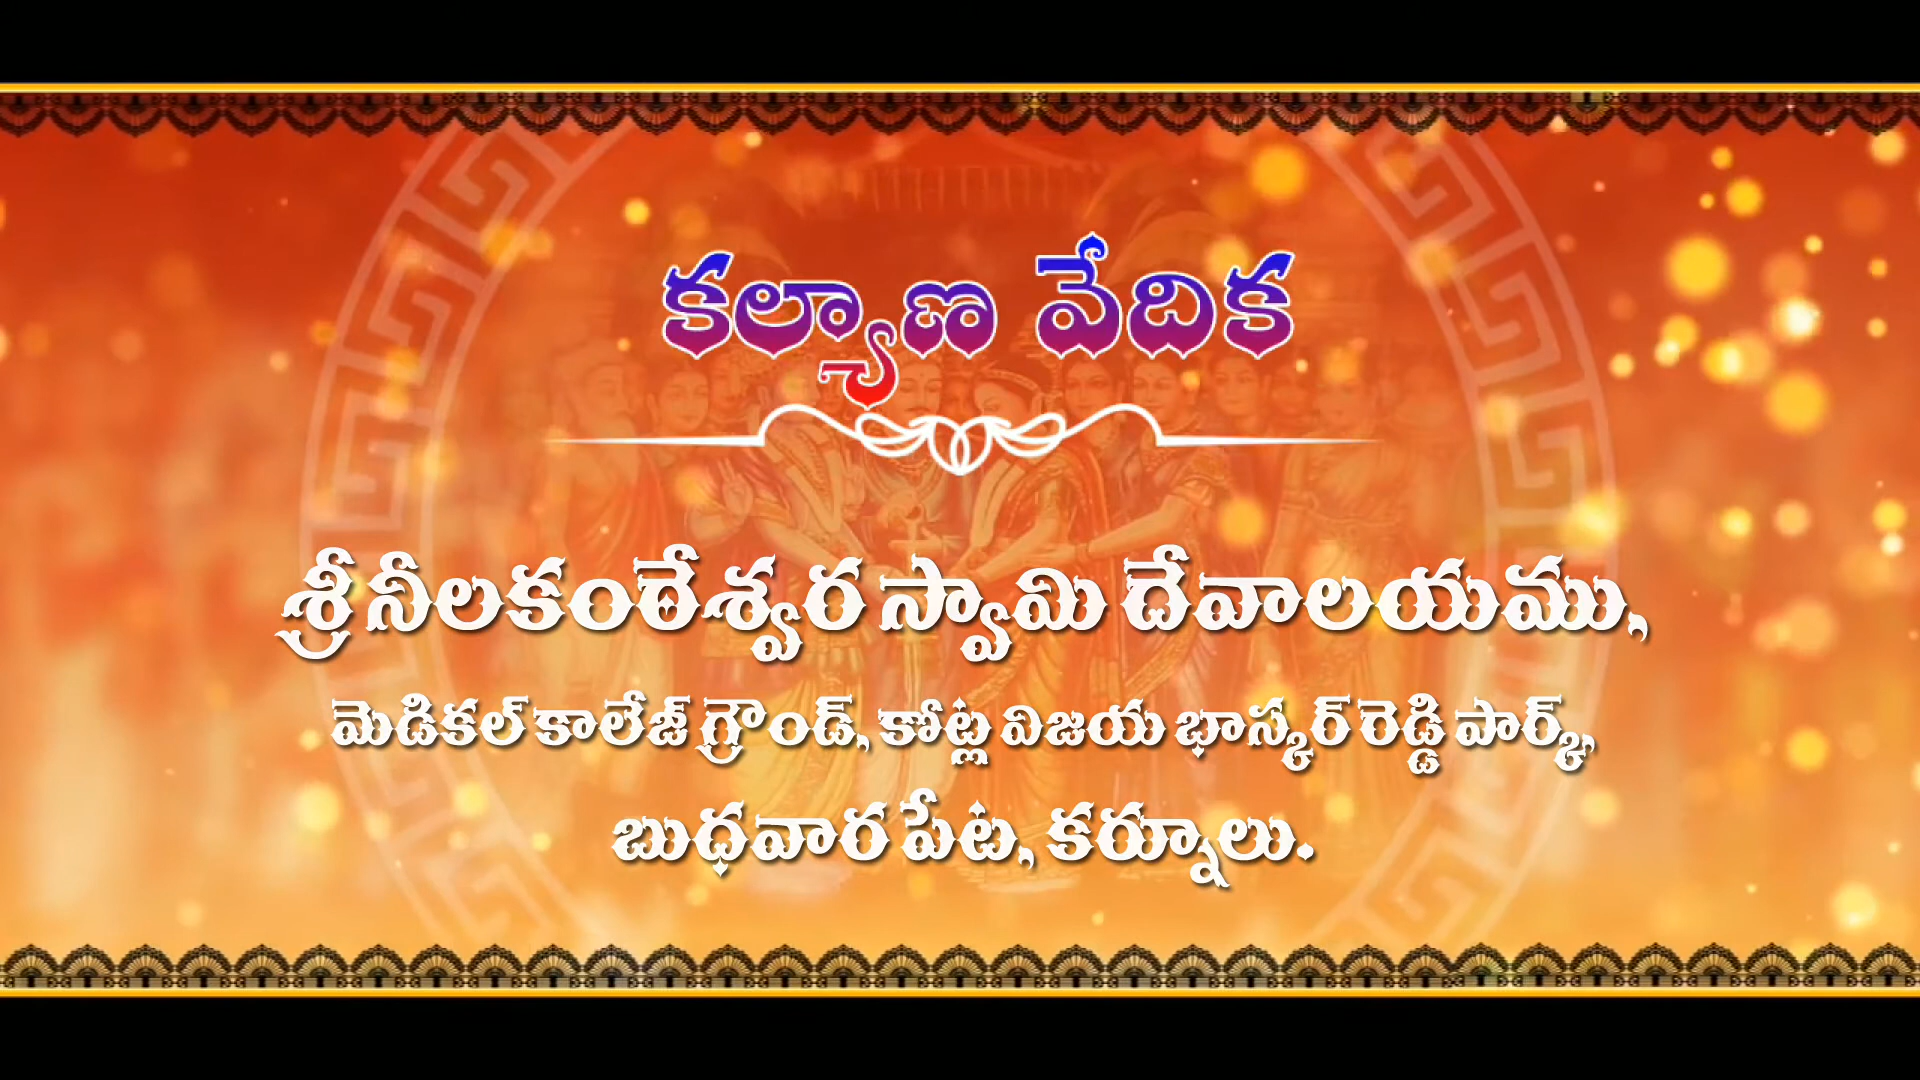 కల్యాణ వేదిక
శ్రీ నీలకంఠేశ్వర స్వామి దేవాలయము,
మెడికల్ కాలేజ్ గ్రౌండ్, కోట్ల విజయ భాస్కర్ రెడ్డి పార్క్,
బుధవార పేట, కర్నూలు.